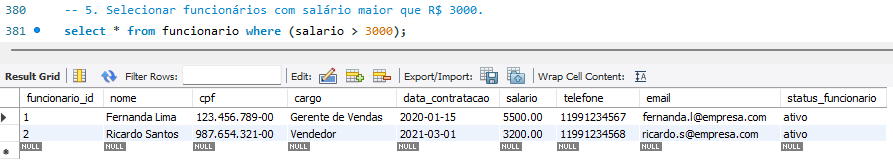 380 -- 5. Selecionar funcionários com salário maior que R$ 3000.
381 select * from funcionario where (salario > 3000);
Result Grid Filter Rows: Edit: Export/Import: Wrap Cell Content: IA
funcionario_id nome cpf cargo data_contratacao salario telefone email status_funcionario
1 Fernanda Lima 123.456.789-00 Gerente de Vendas 2020-01-15 5500.00 11991234567 fernanda.l@empresa.com ativo
2 Ricardo Santos 987.654.321-00 Vendedor 2021-03-01 3200.00 11991234568 ricardo.s@empresa.com ativo
NULL NULL NULL NULL NULL NULL NULL NULL NULL